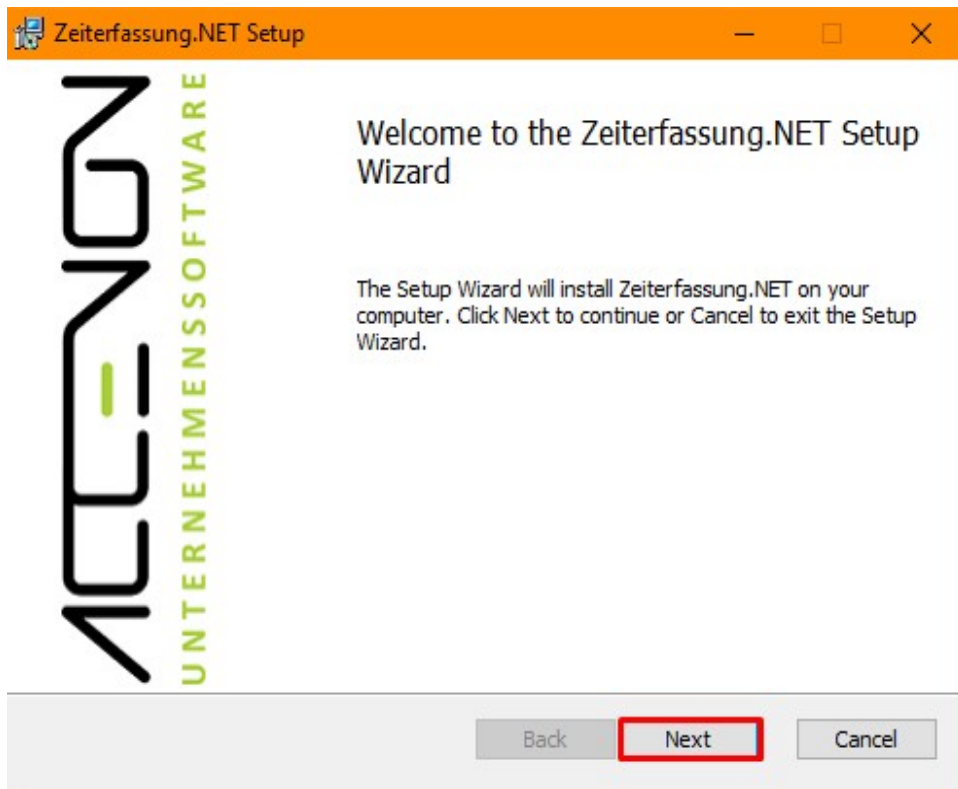 Zeiterfassung.NET Setup
UNTERNEHMENSSOFTWARE
Welcome to the Zeiterfassung.NET Setup
Wizard
The Setup Wizard will install Zeiterfassung.NET on your
computer. Click Next to continue or Cancel to exit the Setup
Wizard.
Back Next Cancel